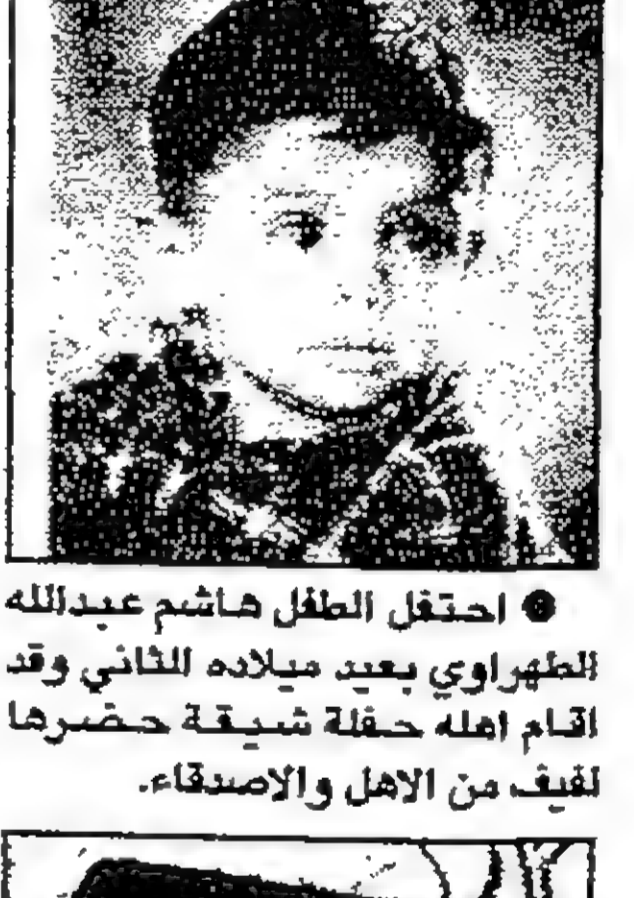 ● احتفل الطفل هاشم عبدالله
الطهراوي بعيد ميلاده الثاني وقد
اقام اهله حفلة شيقة حضرها
لفيف من الاهل والاصدقاء.